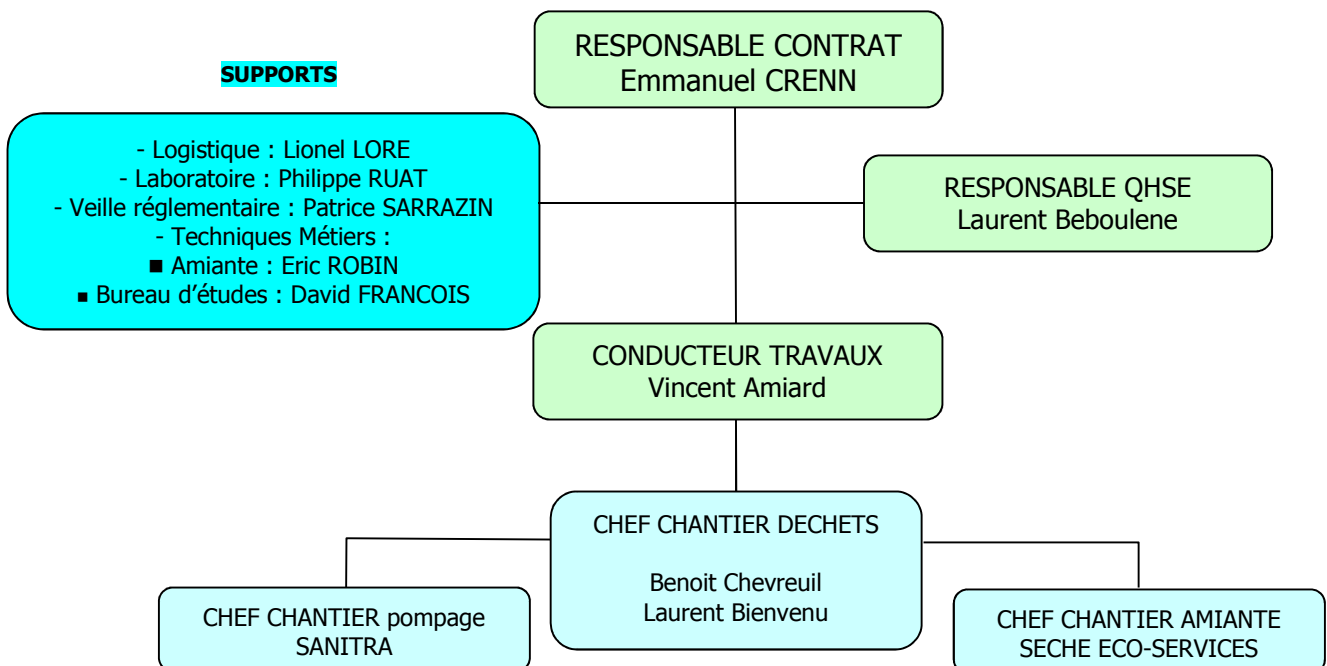 RESPONSABLE CONTRAT
Emmanuel CRENN
SUPPORTS
- Logistique : Lionel LORE
- Laboratoire : Philippe RUAT
- Veille réglementaire : Patrice SARRAZIN
- Techniques Métiers :
■ Amiante : Eric ROBIN
▪ Bureau d'études : David FRANCOIS
RESPONSABLE QHSE
Laurent Beboulene
CONDUCTEUR TRAVAUX
Vincent Amiard
CHEF CHANTIER DECHETS
Benoit Chevreuil
Laurent Bienvenu
CHEF CHANTIER pompage
SANITRA
CHEF CHANTIER AMIANTE
SECHE ECO-SERVICES